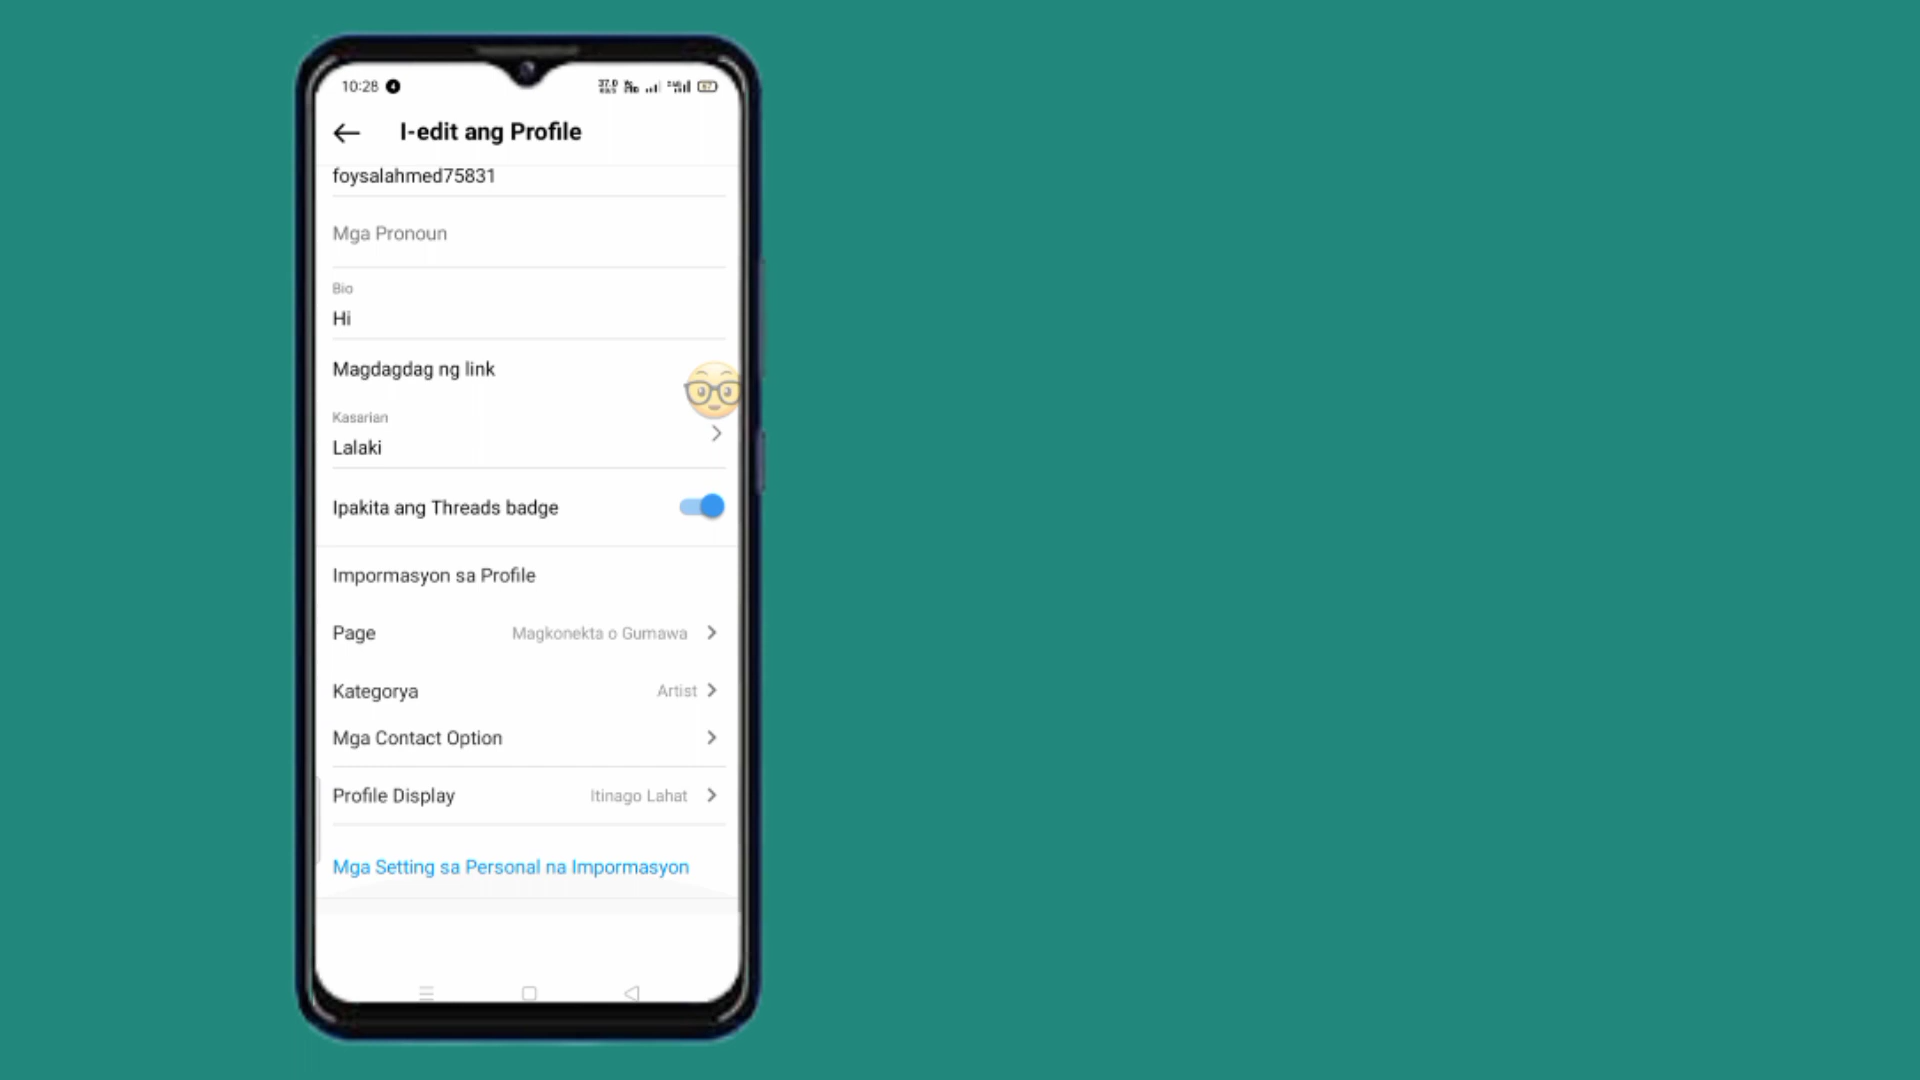 10:28
I-edit ang Profile
foysalahmed75831
Mga Pronoun
Bio
Hi
Magdagdag ng link
Kasarian
Lalaki
Ipakita ang Threads badge
Impormasyon sa Profile
Page Magkonekta o Gumawa
Kategorya Artist
Mga Contact Option
Profile Display Itinago Lahat
Mga Setting sa Personal na Impormasyon